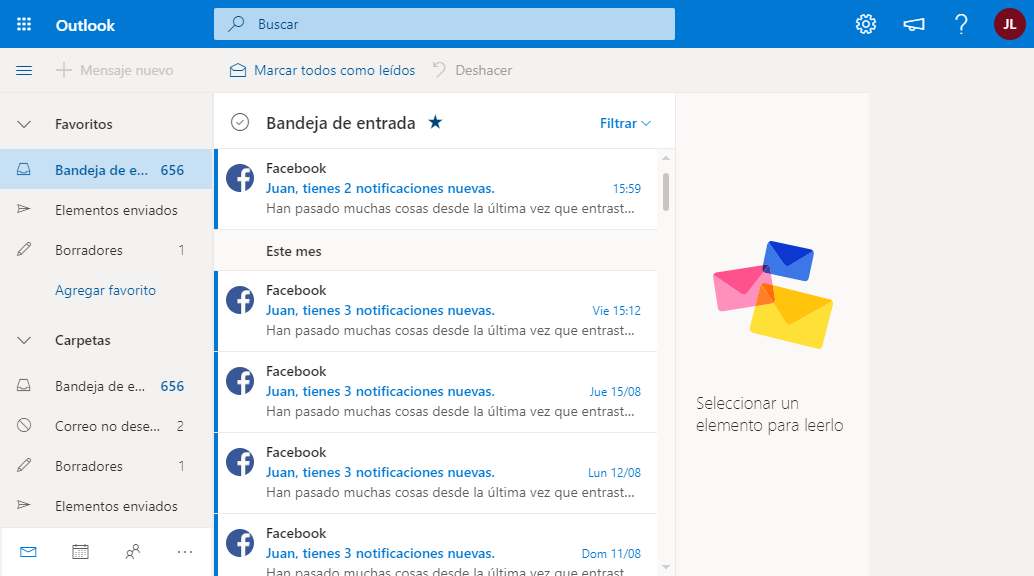 Outlook
Buscar
JL
Mensaje nuevo
Marcar todos como leídos
Deshacer
Favoritos
Bandeja de e... 656
Elementos enviados
Borradores 1
Agregar favorito
Carpetas
Bandeja de e... 656
Correo no dese... 2
Borradores 1
Elementos enviados
Bandeja de entrada
Filtrar
Facebook
Juan, tienes 2 notificaciones nuevas. 15:59
Han pasado muchas cosas desde la última vez que entrast...
Este mes
Facebook
Juan, tienes 3 notificaciones nuevas. Vie 15:12
Han pasado muchas cosas desde la última vez que entrast...
Facebook
Juan, tienes 3 notificaciones nuevas. Jue 15/08
Han pasado muchas cosas desde la última vez que entrast...
Facebook
Juan, tienes 3 notificaciones nuevas. Lun 12/08
Han pasado muchas cosas desde la última vez que entrast...
Facebook
Juan, tienes 3 notificaciones nuevas. Dom 11/08
Han pasado muchas cosas desde la última vez que entrast...
Seleccionar un
elemento para leerlo